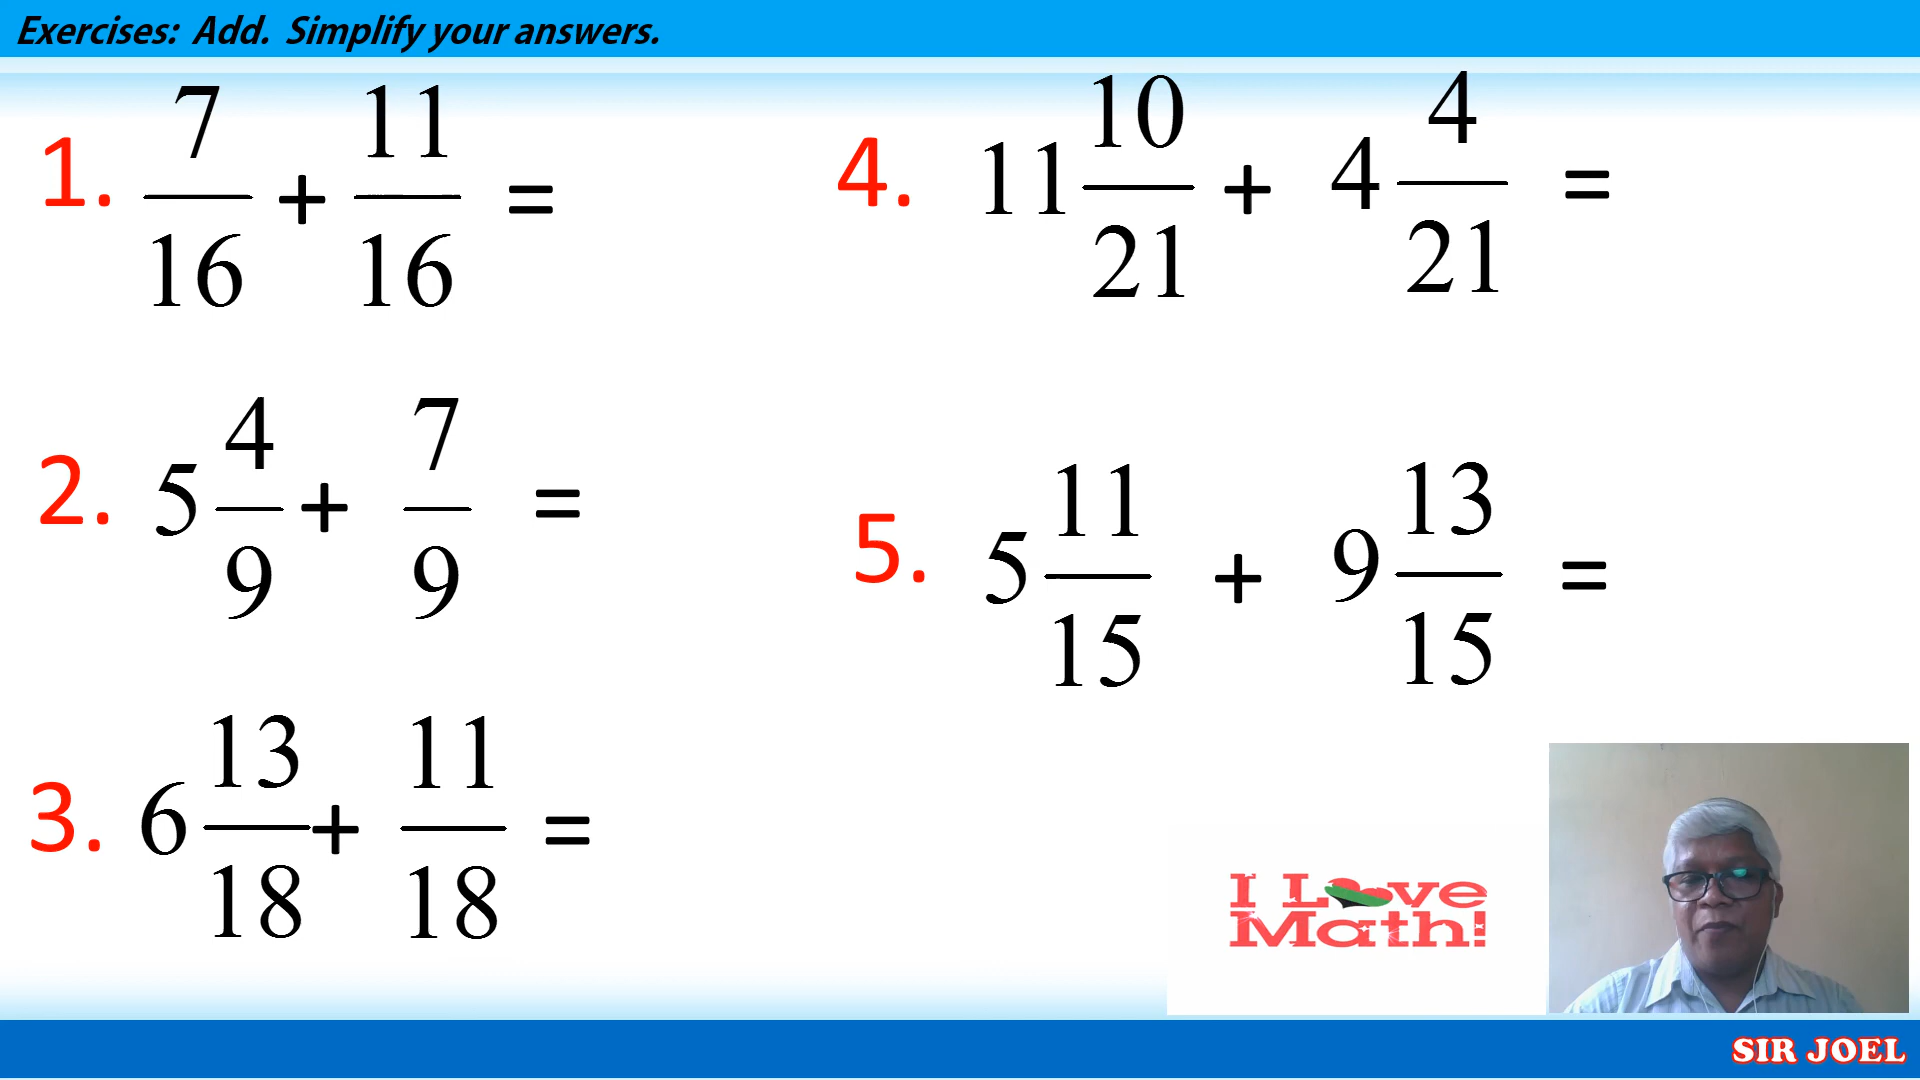 Exercises: Add. Simplify your answers.
1. 7/16 + 11/16 =
2. 5 4/9 + 7/9 =
3. 6 13/18 + 11/18 =
4. 11 10/21 + 4 4/21 =
5. 5 11/15 + 9 13/15 =
I Love
Math!
SIR JOEL